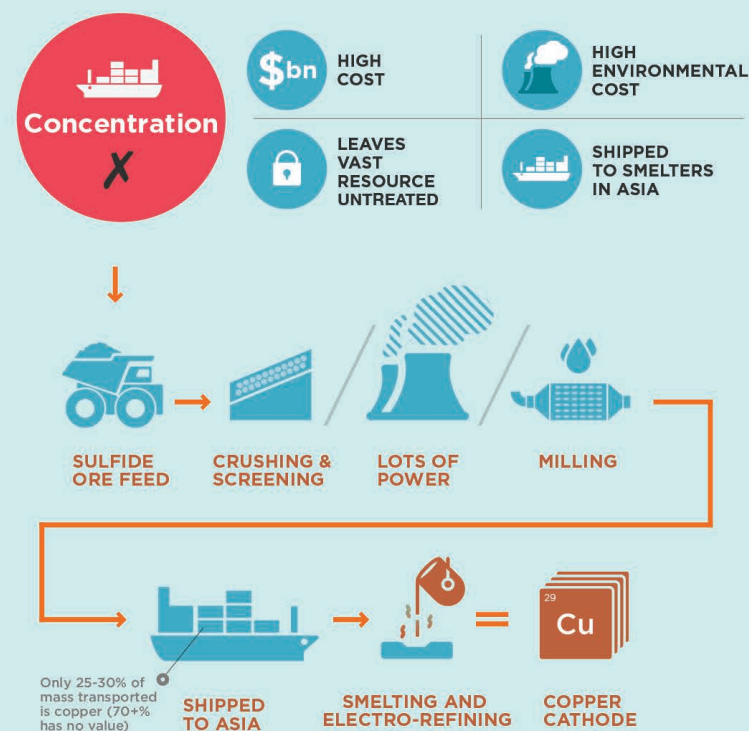 Concentration
✗
$bn
HIGH
COST
HIGH
ENVIRONMENTAL
COST
LEAVES
VAST
RESOURCE
UNTREATED
SHIPPED
TO SMELTERS
IN ASIA
SULFIDE
ORE FEED
CRUSHING &
SCREENING
LOTS OF
POWER
MILLING
Only 25-30% of
mass transported
is copper (70+%
has no value)
SHIPPED
TO ASIA
SMELTING AND
ELECTRO-REFINING
=
29
Cu
COPPER
CATHODE